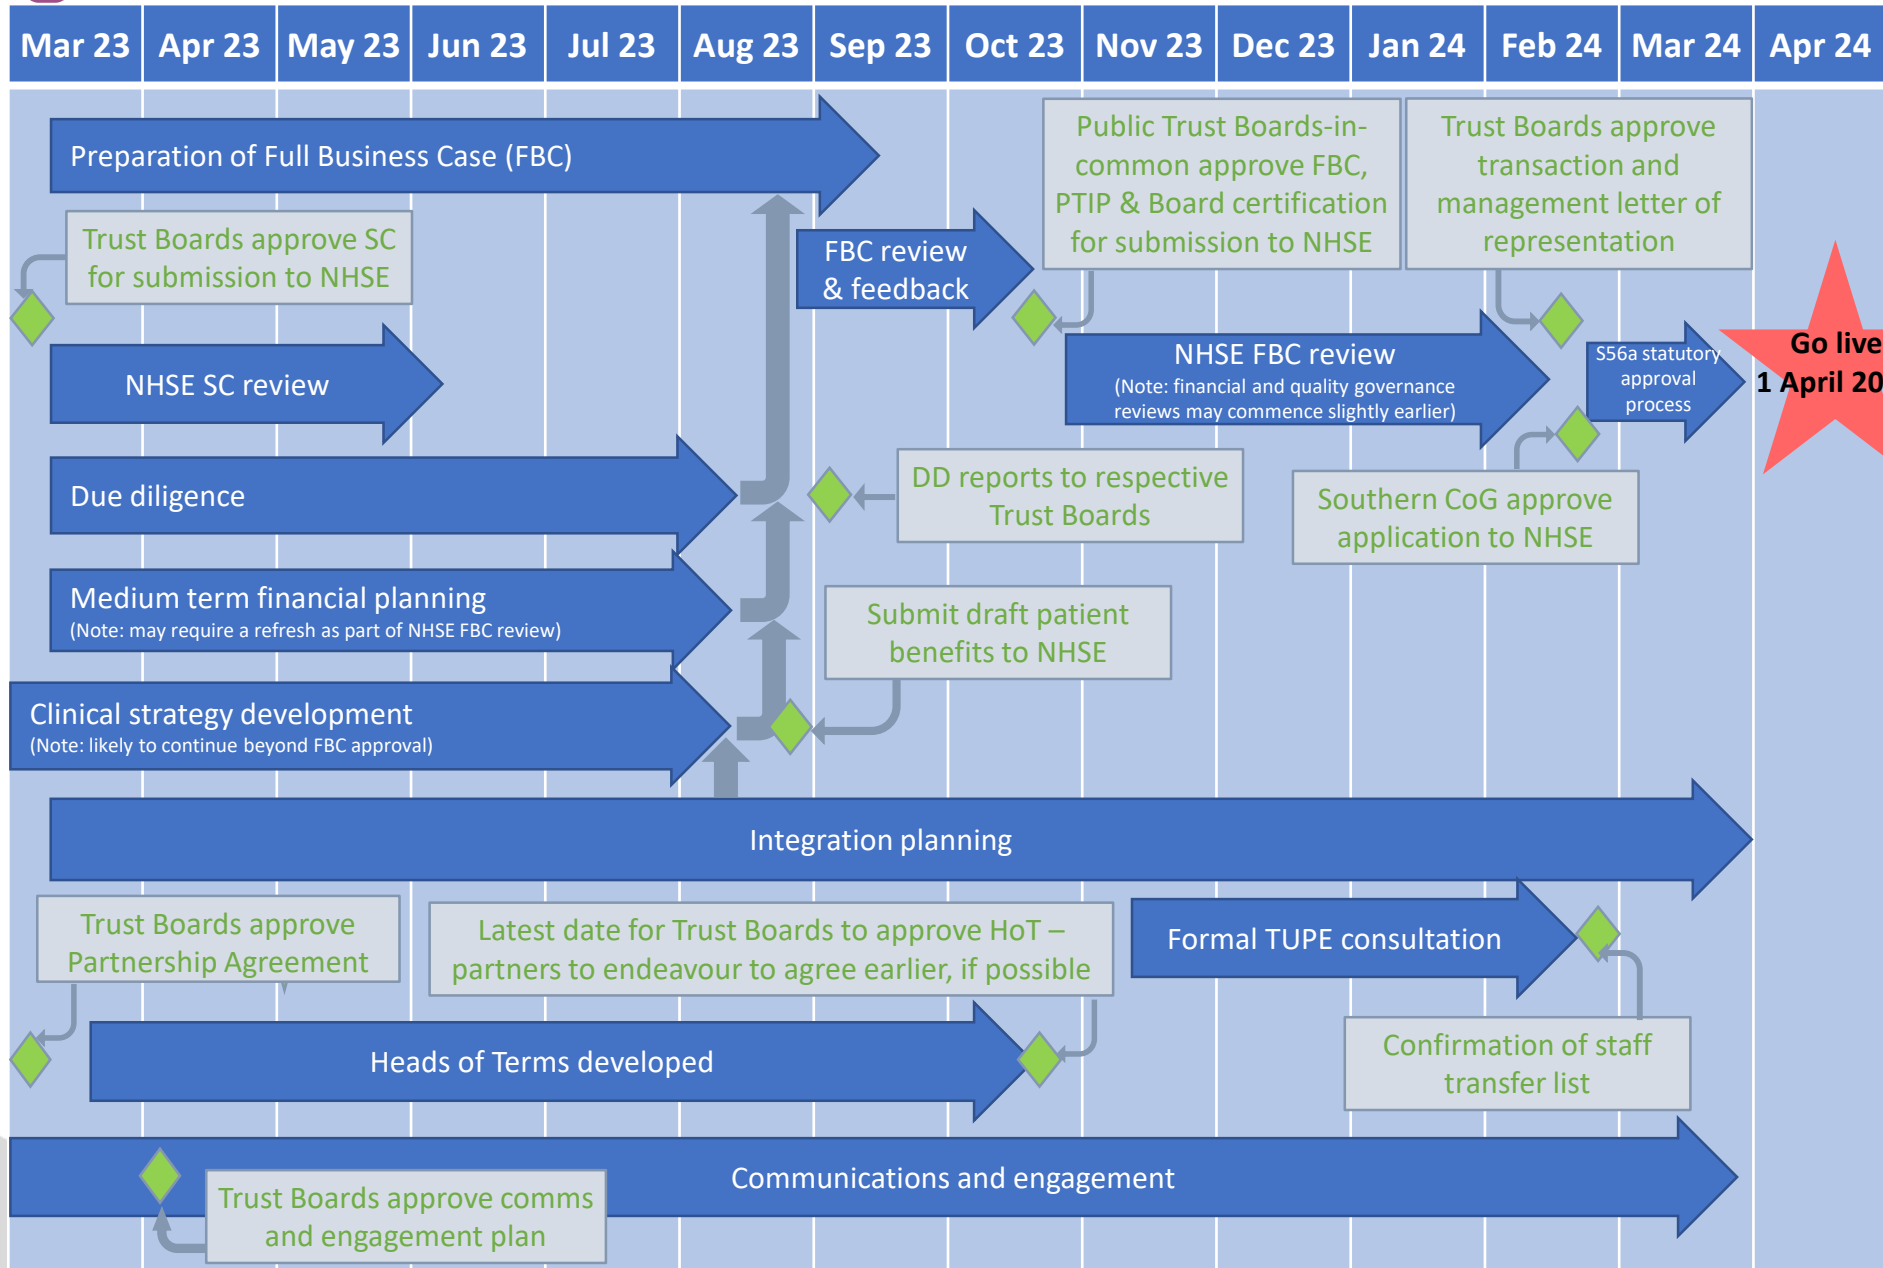 Mar 23 Apr 23 May 23 Jun 23 Jul 23 Aug 23 Sep 23 Oct 23 Nov 23 Dec 23 Jan 24 Feb 24 Mar 24 Apr 24
Preparation of Full Business Case (FBC)
Public Trust Boards-in-
common approve FBC,
PTIP & Board certification
for submission to NHSE
Trust Boards approve
transaction and
management letter of
representation
Trust Boards approve SC
for submission to NHSE
FBC review
& feedback
NHSE SC review
NHSE FBC review
(Note: financial and quality governance
reviews may commence slightly earlier)
S56a statutory
approval
process
Go live
1 April 20
Due diligence
DD reports to respective
Trust Boards
Southern CoG approve
application to NHSE
Medium term financial planning
(Note: may require a refresh as part of NHSE FBC review)
Submit draft patient
benefits to NHSE
Clinical strategy development
(Note: likely to continue beyond FBC approval)
Integration planning
Trust Boards approve
Partnership Agreement
Latest date for Trust Boards to approve HoT –
partners to endeavour to agree earlier, if possible
Formal TUPE consultation
Heads of Terms developed
Confirmation of staff
transfer list
Communications and engagement
Trust Boards approve comms
and engagement plan